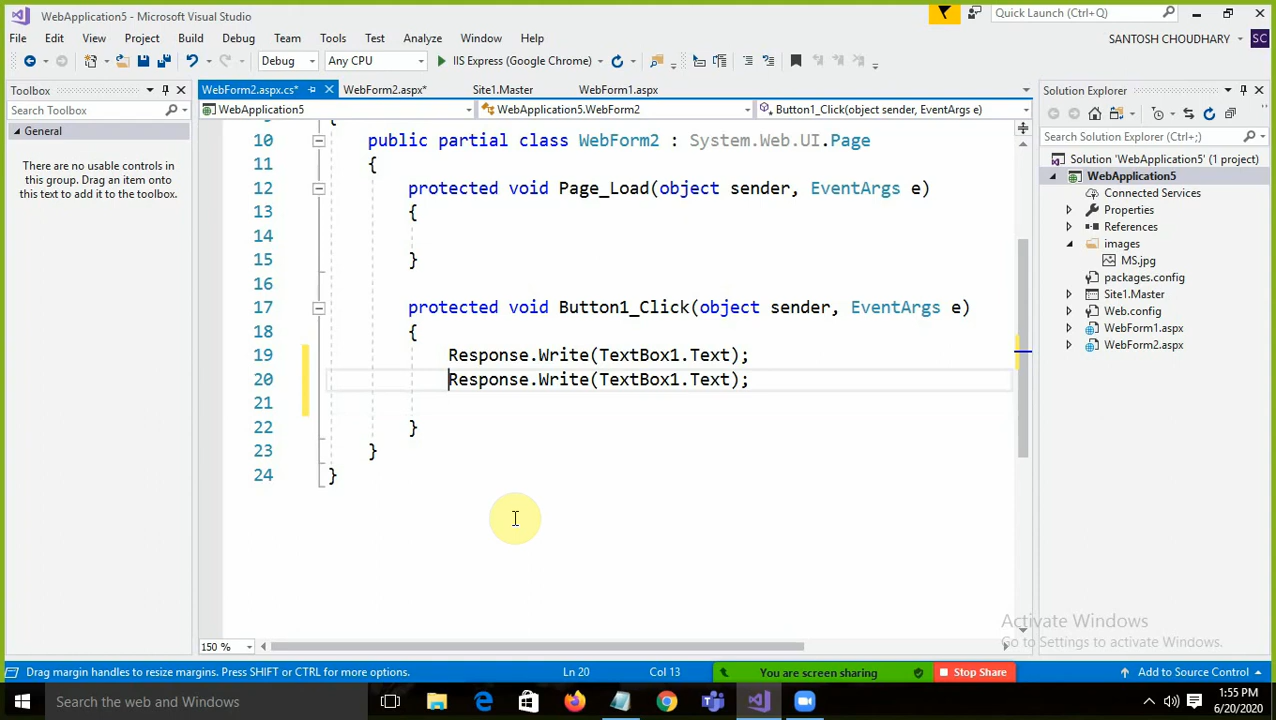 WebApplication5 - Microsoft Visual Studio
Quick Launch (Ctrl+Q)
File Edit View Project Build Debug Team Tools Test Analyze Window Help
SANTOSH CHOUDHARY SC
Debug Any CPU IIS Express (Google Chrome)
Toolbox
WebForm2.aspx.cs* WebForm2.aspx* Site1.Master WebForm1.aspx
Solution Explorer
Search Toolbox
WebApplication5 WebApplication5.WebForm2 Button1_Click(object sender, EventArgs e)
General
There are no usable controls in
this group. Drag an item onto
this text to add it to the toolbox.
10 public partial class WebForm2 : System.Web.UI.Page
11 {
12 protected void Page_Load(object sender, EventArgs e)
13 {
14
15 }
16
17 protected void Button1_Click(object sender, EventArgs e)
18 {
19 Response.Write(TextBox1.Text);
20 Response.Write(TextBox1.Text);
21
22 }
23 }
24 }
Search Solution Explorer (Ctrl+;)
Solution 'WebApplication5' (1 project)
WebApplication5
Connected Services
Properties
References
images
MS.jpg
packages.config
Site1.Master
Web.config
WebForm1.aspx
WebForm2.aspx
Activate Windows
Go to Settings to activate Windows.
150 %
Drag margin handles to resize margins. Press SHIFT or CTRL for more options.
Ln 20 Col 13
You are screen sharing Stop Share
Add to Source Control
Search the web and Windows
1:55 PM
6/20/2020